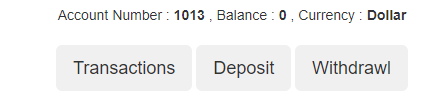 Account Number : 1013 , Balance : 0 , Currency : Dollar
Transactions Deposit Withdrawl